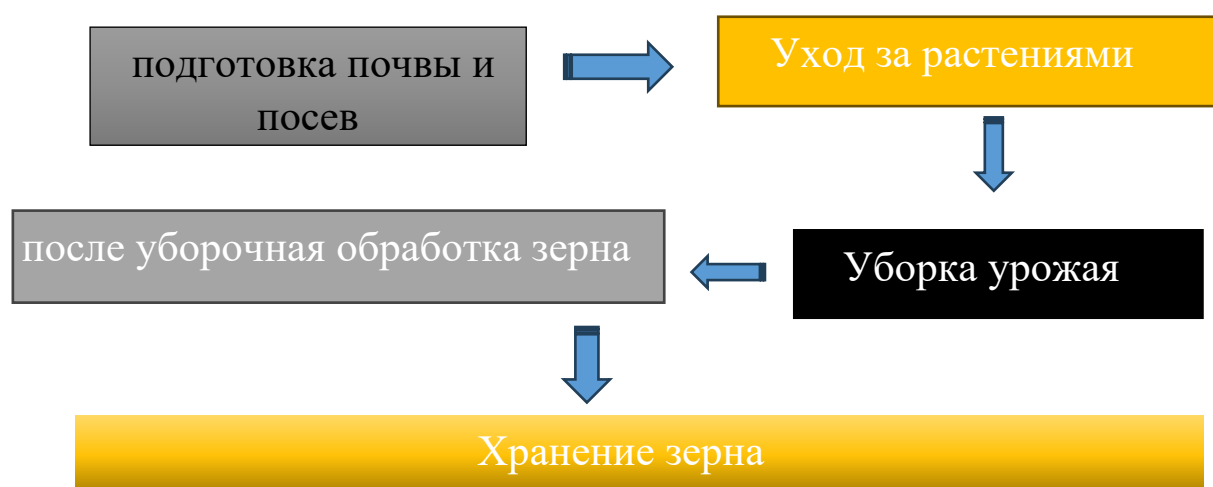 подготовка почвы и
посев
Уход за растениями
Уборка урожая
после уборочная обработка зерна
Хранение зерна